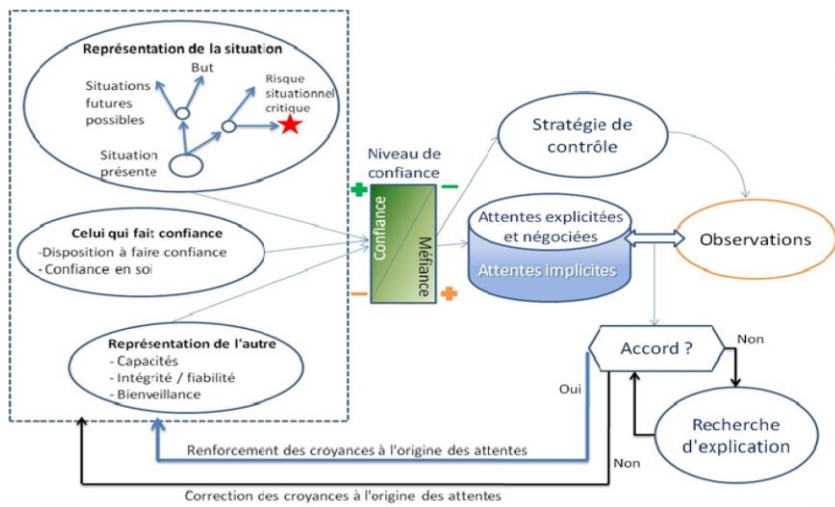 Représentation de la situation
But
Situations
futures
possibles
Risque
situationnel
critique
Situation
présente
Celui qui fait confiance
-Disposition à faire confiance
- Confiance en soi
Représentation de l'autre
- Capacités
- Intégrité / fiabilité
- Bienveillance
Niveau de
confiance
+
−
Confiance
Méfiance
−
+
Stratégie de
contrôle
Attentes explicitées
et négociées
Attentes implicites
Observations
Accord ?
Non
Oui
Recherche
d'explication
Renforcement des croyances à l'origine des attentes
Non
Correction des croyances à l'origine des attentes